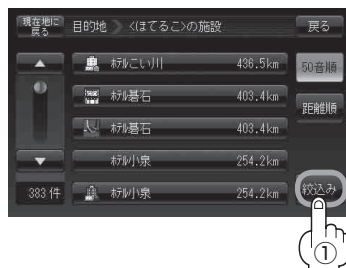 現在地に
戻る
目的地 〉 <ほてるこ>の施設
戻る
▲
ﾎﾃﾙこい川 436.5km
50音順
ﾎﾃﾙ碁石 403.4km
距離順
ﾎﾃﾙ碁石 403.4km
▼
ﾎﾃﾙ小泉 254.2km
383 件
ﾎﾃﾙ小泉 254.2km
絞込み
①